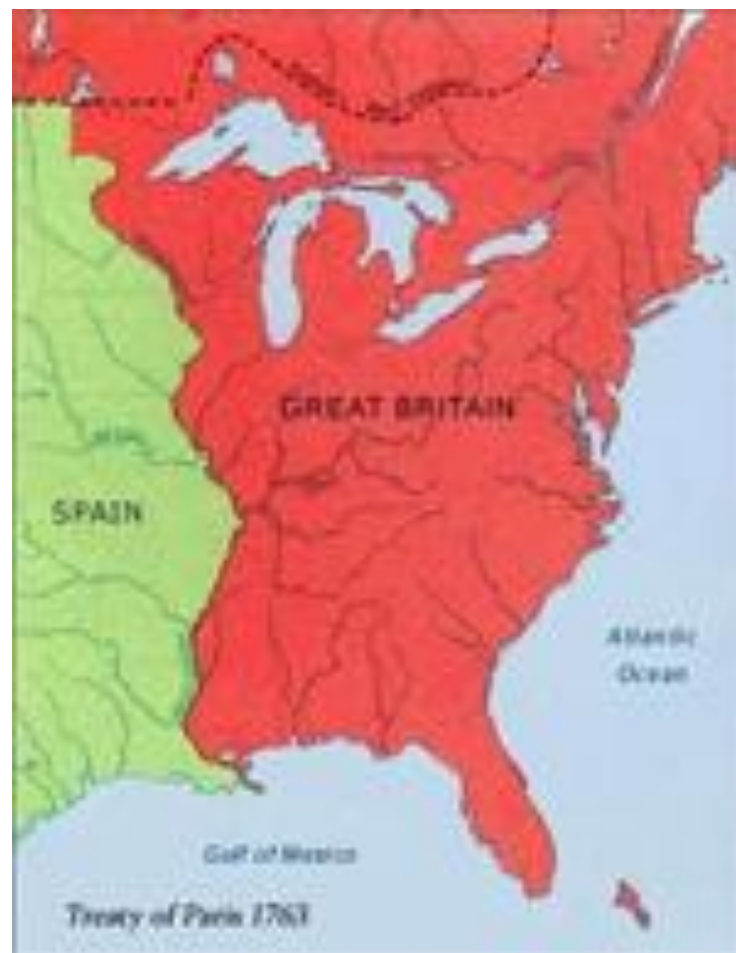 GREAT BRITAIN
SPAIN
Atlantic
Ocean
Gulf of Mexico
Treaty of Paris 1763